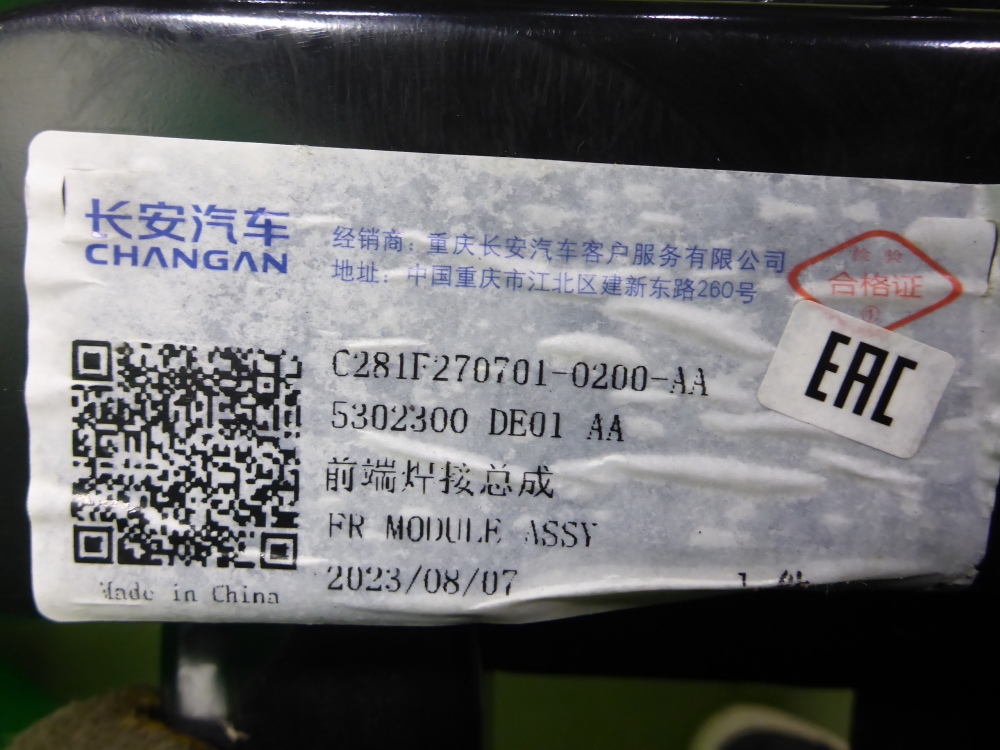 长安汽车
CHANGAN
经销商：重庆长安汽车客户服务有限公司
地址：中国重庆市江北区建新东路260号
检验
合格证
①
EAC
C281F270701-0200-AA
5302300 DE01 AA
前端焊接总成
FR MODULE ASSY
2023/08/07
Made in China